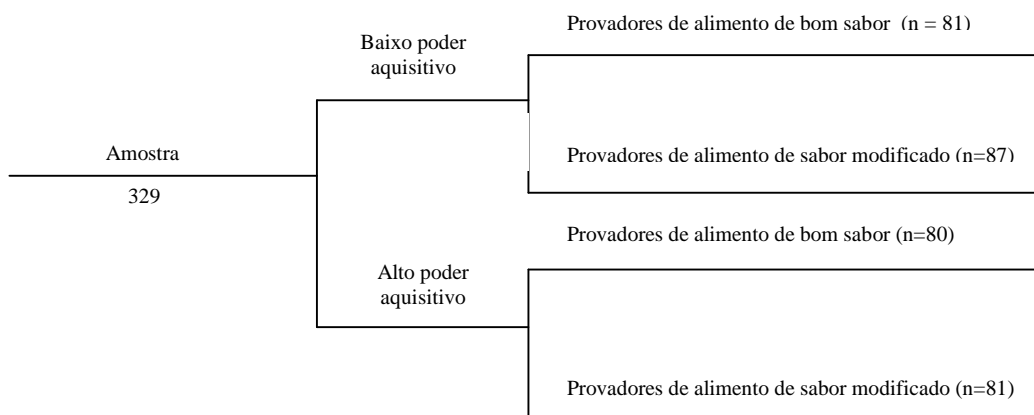 Provadores de alimento de bom sabor (n = 81)
Baixo poder
aquisitivo
Provadores de alimento de sabor modificado (n=87)
Amostra
329
Provadores de alimento de bom sabor (n=80)
Alto poder
aquisitivo
Provadores de alimento de sabor modificado (n=81)